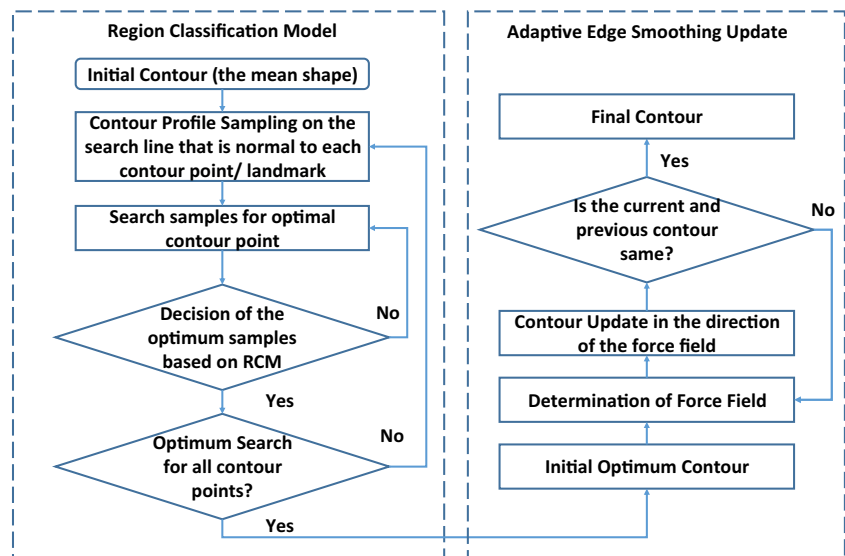 Region Classification Model
Initial Contour (the mean shape)
Contour Profile Sampling on the
search line that is normal to each
contour point/ landmark
Search samples for optimal
contour point
Decision of the
optimum samples
based on RCM
No
Yes
Optimum Search
for all contour
points?
No
Yes
Adaptive Edge Smoothing Update
Final Contour
Yes
Is the current and
previous contour
same?
No
Contour Update in the direction
of the force field
Determination of Force Field
Initial Optimum Contour